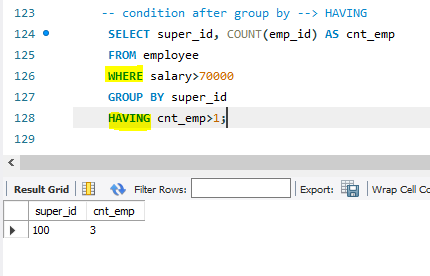 123 -- condition after group by --> HAVING
124 SELECT super_id, COUNT(emp_id) AS cnt_emp
125 FROM employee
126 WHERE salary>70000
127 GROUP BY super_id
128 HAVING cnt_emp>1;
129
Result Grid Filter Rows: Export: Wrap Cell Co
super_id cnt_emp
100 3